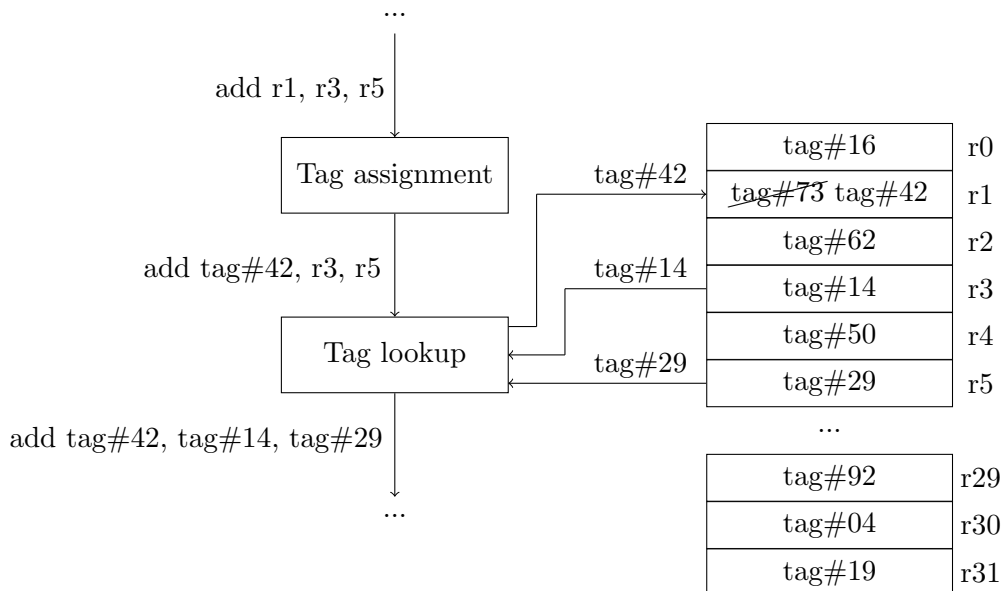 ...
add r1, r3, r5
Tag assignment
add tag#42, r3, r5
Tag lookup
add tag#42, tag#14, tag#29
...
tag#42
tag#14
tag#29
tag#16 r0
tag#73 tag#42 r1
tag#62 r2
tag#14 r3
tag#50 r4
tag#29 r5
...
tag#92 r29
tag#04 r30
tag#19 r31